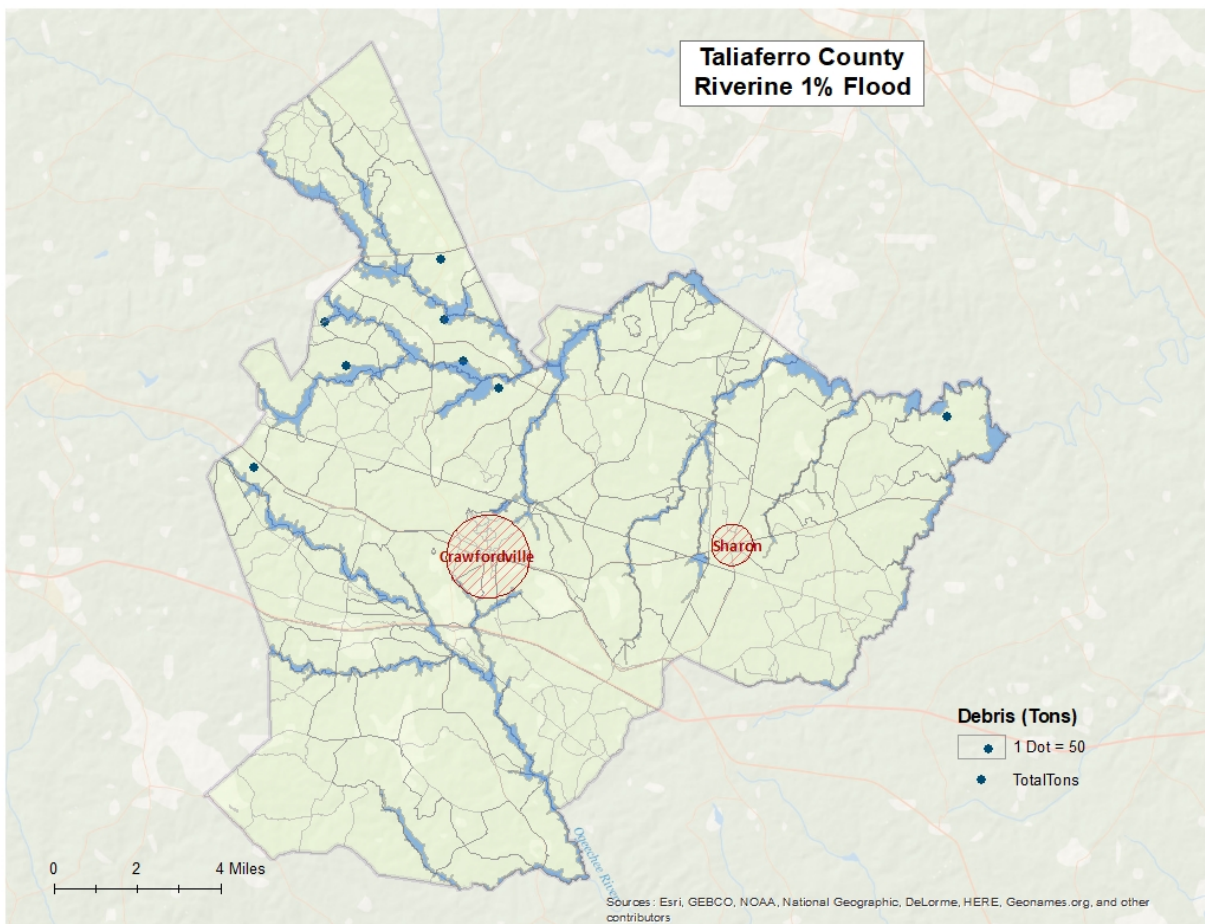 Taliaferro County
Riverine 1% Flood
Crawfordville
Sharon
Debris (Tons)
1 Dot = 50
TotalTons
0 2 4 Miles
Ogeechee River
Sources: Esri, GEBCO, NOAA, National Geographic, DeLorme, HERE, Geonames.org, and other
contributors